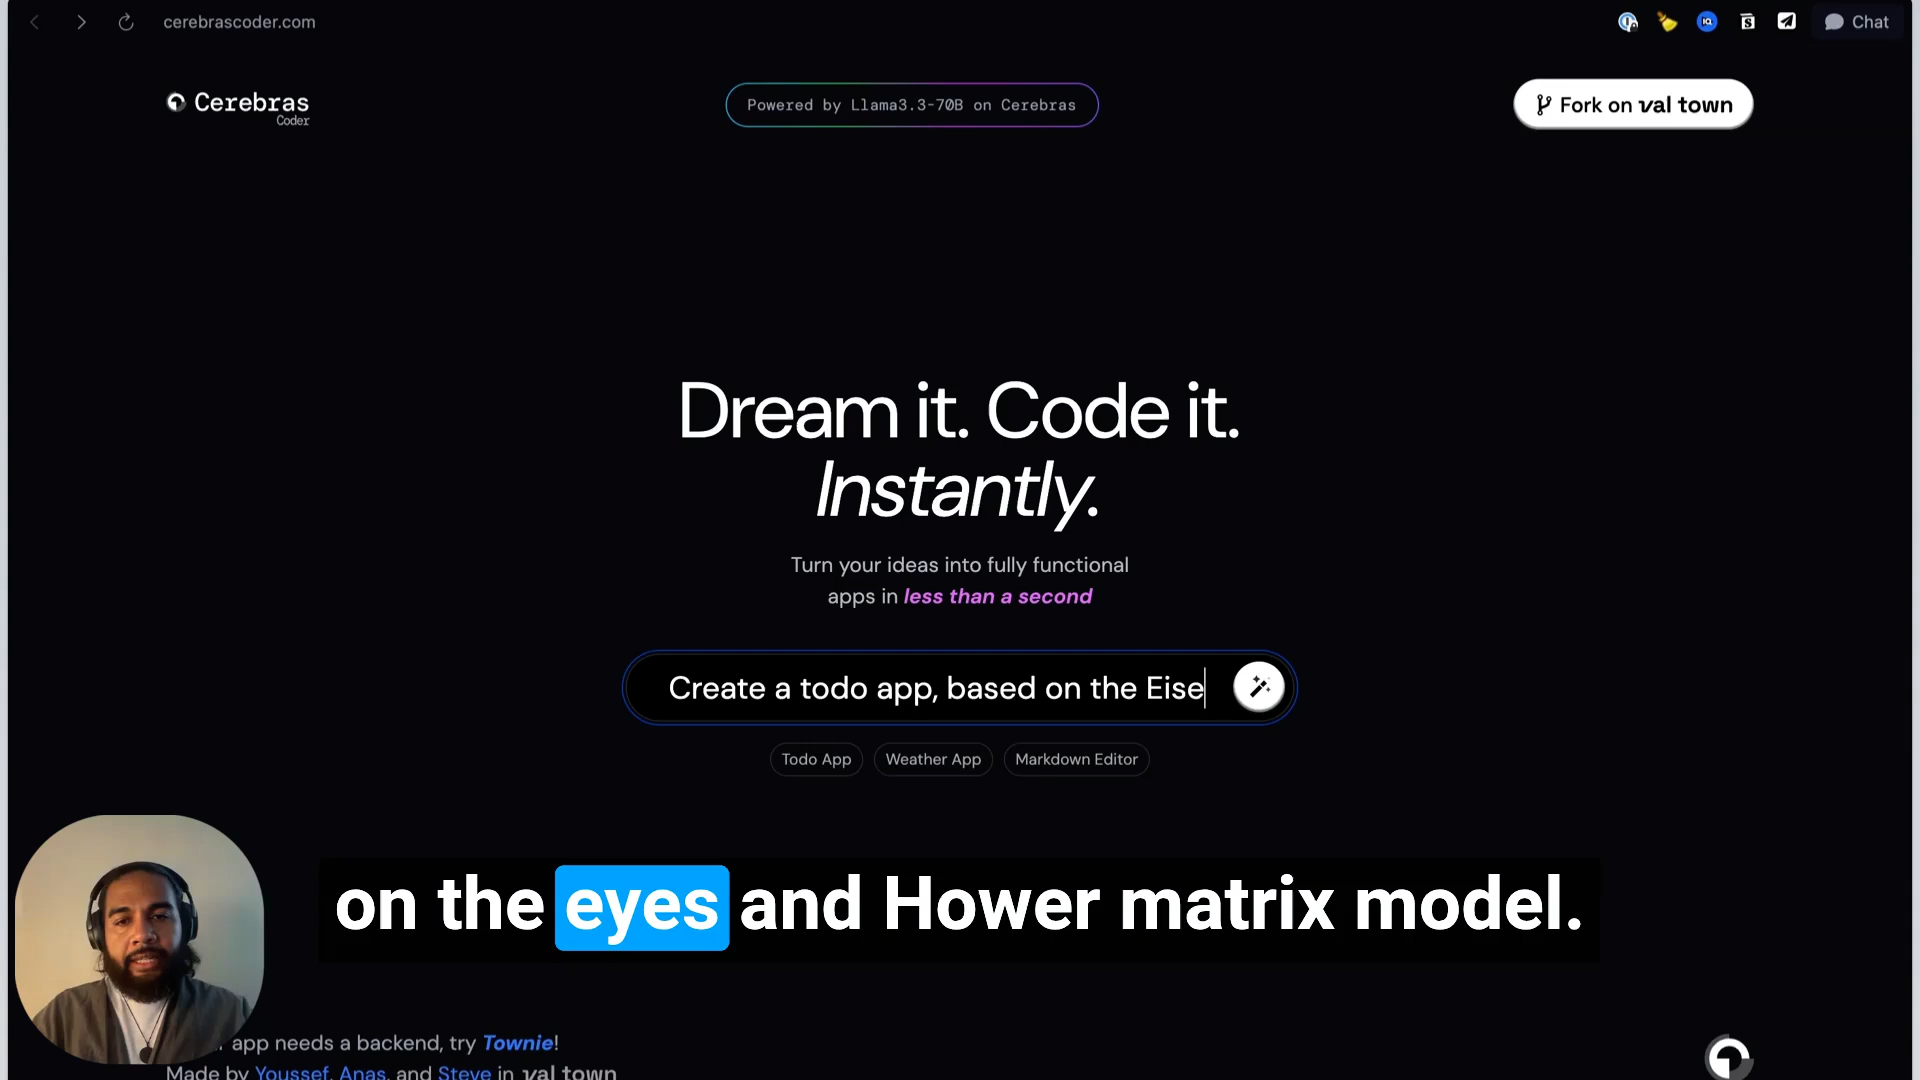 cerebrascoder.com
Chat
Cerebras
Coder
Powered by Llama3.3-70B on Cerebras
Fork on val town
Dream it. Code it.
Instantly.
Turn your ideas into fully functional
apps in less than a second
Create a todo app, based on the Eise
Todo App
Weather App
Markdown Editor
on the eyes and Hower matrix model.
app needs a backend, try Townie!
Made by Youssef, Anas, and Steve in val town